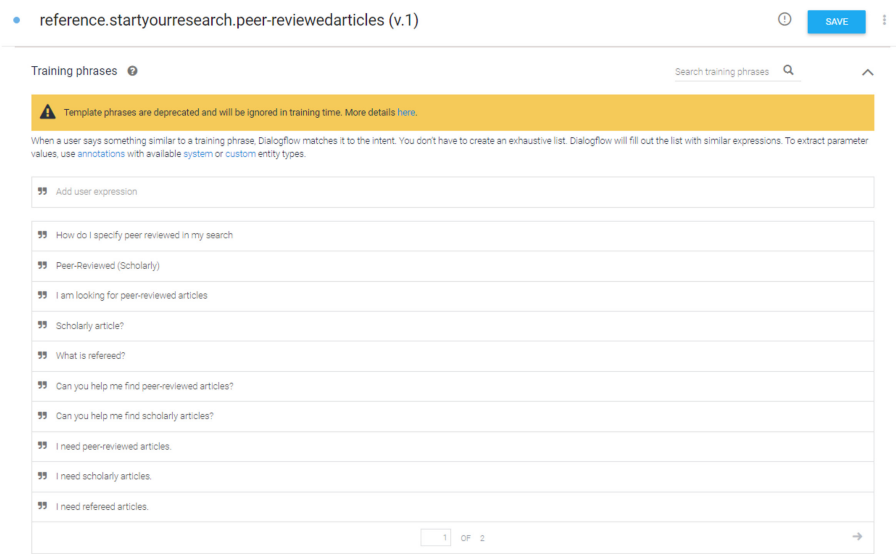 reference.startyourresearch.peer-reviewedarticles (v.1)
SAVE
Training phrases
Search training phrases
Template phrases are deprecated and will be ignored in training time. More details here.
When a user says something similar to a training phrase, Dialogflow matches it to the intent. You don't have to create an exhaustive list. Dialogflow will fill out the list with similar expressions. To extract parameter
values, use annotations with available system or custom entity types.
Add user expression
How do I specify peer reviewed in my search
Peer-Reviewed (Scholarly)
I am looking for peer-reviewed articles
Scholarly article?
What is refereed?
Can you help me find peer-reviewed articles?
Can you help me find scholarly articles?
I need peer-reviewed articles.
I need scholarly articles.
I need refereed articles.
1 OF 2